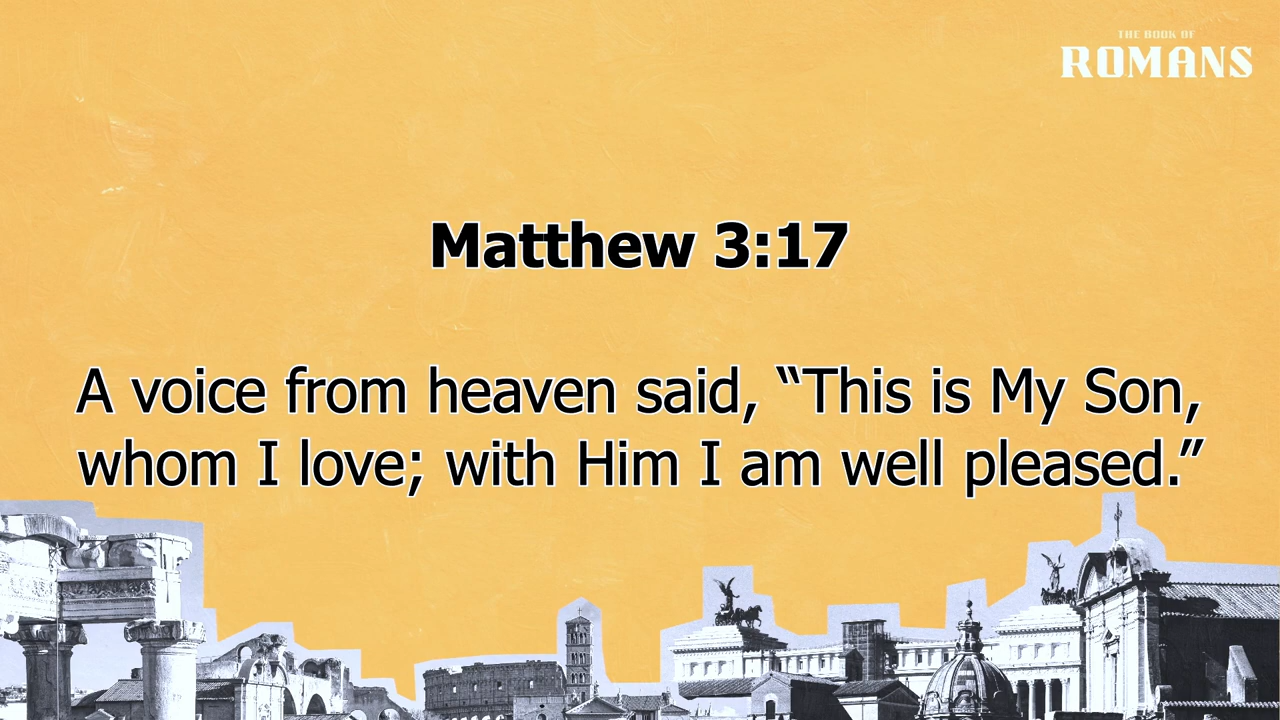 THE BOOK OF
ROMANS
Matthew 3:17
A voice from heaven said, “This is My Son,
whom I love; with Him I am well pleased.”